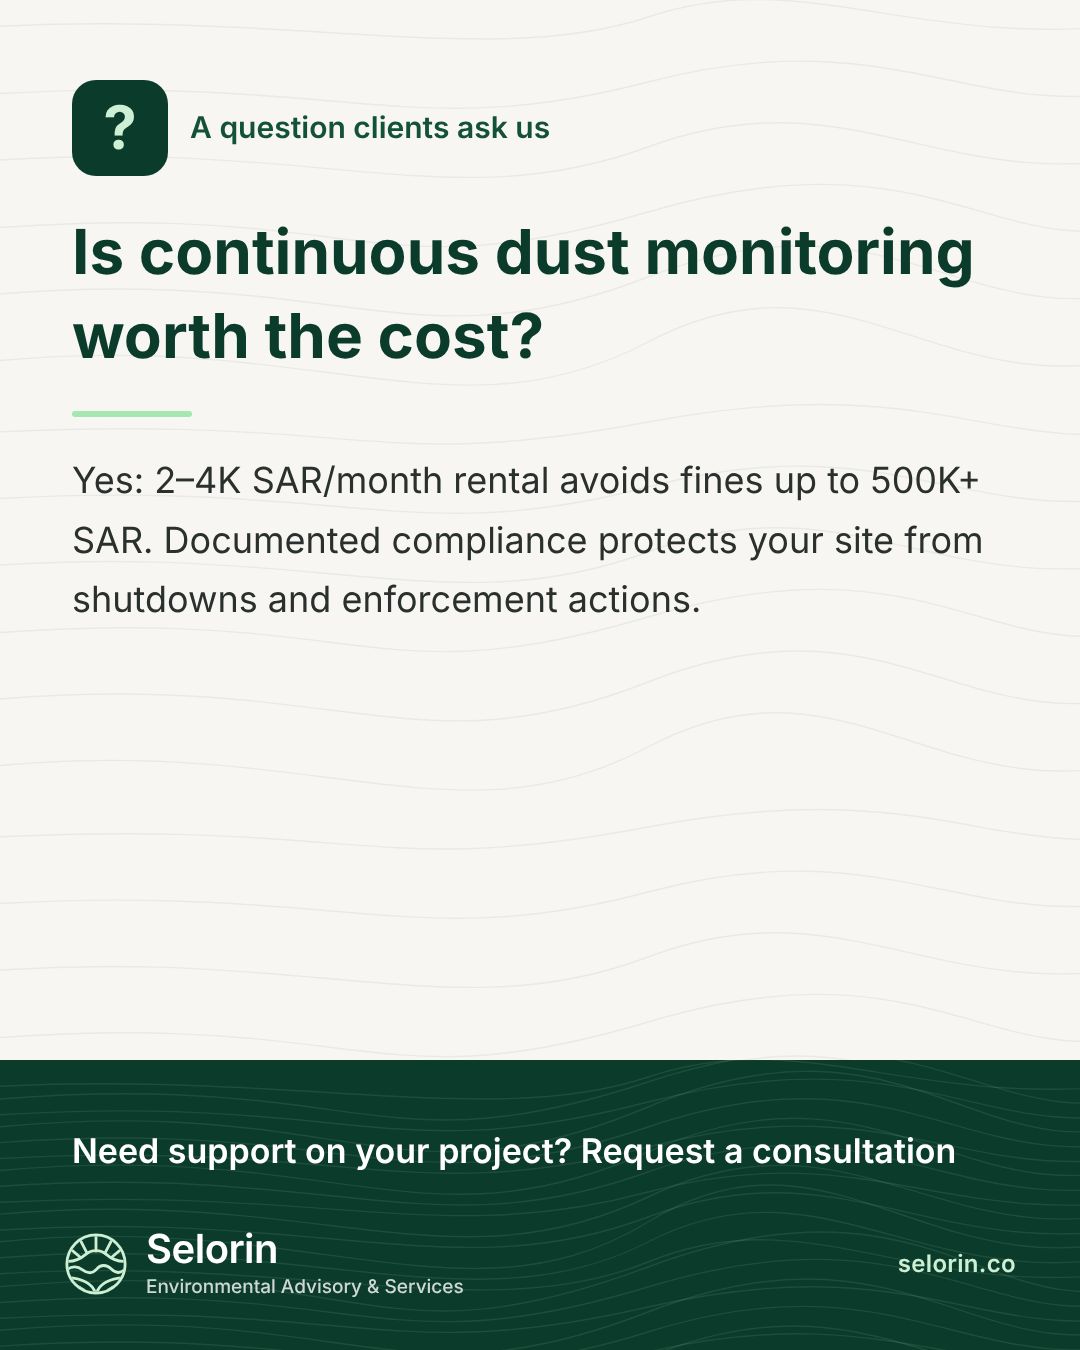 ?
A question clients ask us
Is continuous dust monitoring
worth the cost?
Yes: 2–4K SAR/month rental avoids fines up to 500K+
SAR. Documented compliance protects your site from
shutdowns and enforcement actions.
Need support on your project? Request a consultation
Selorin
Environmental Advisory & Services
selorin.co